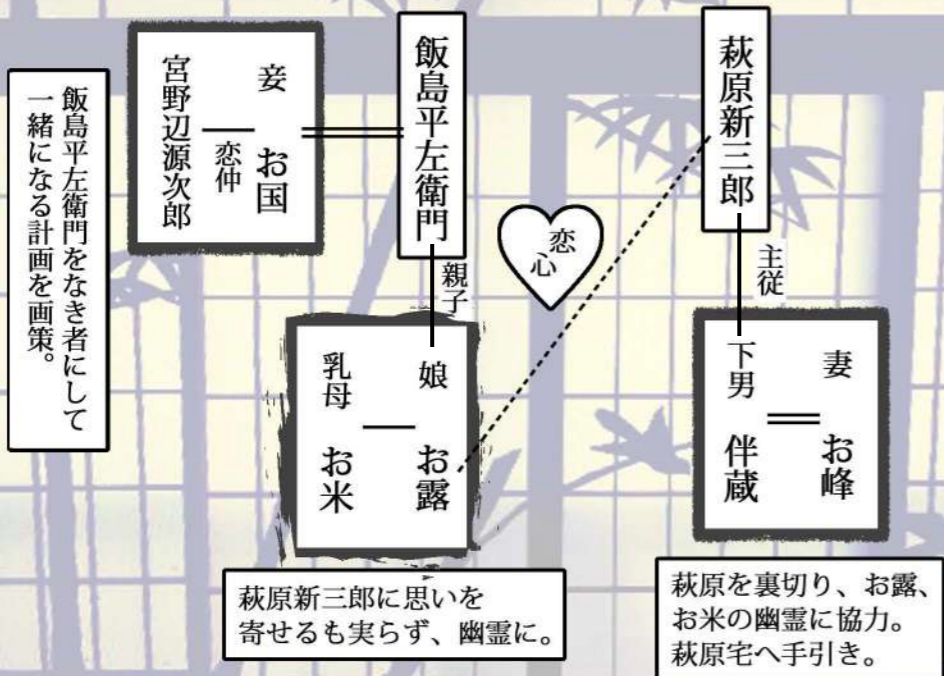 萩原新三郎
主従
妻 お峰
下男 伴蔵
萩原を裏切り、お露、
お米の幽霊に協力。
萩原宅へ手引き。
恋心
飯島平左衛門
親子
娘 お露
乳母 お米
萩原新三郎に思いを
寄せるも実らず、幽霊に。
妾 お国
恋仲
宮野辺源次郎
飯島平左衛門をなき者にして
一緒になる計画を画策。